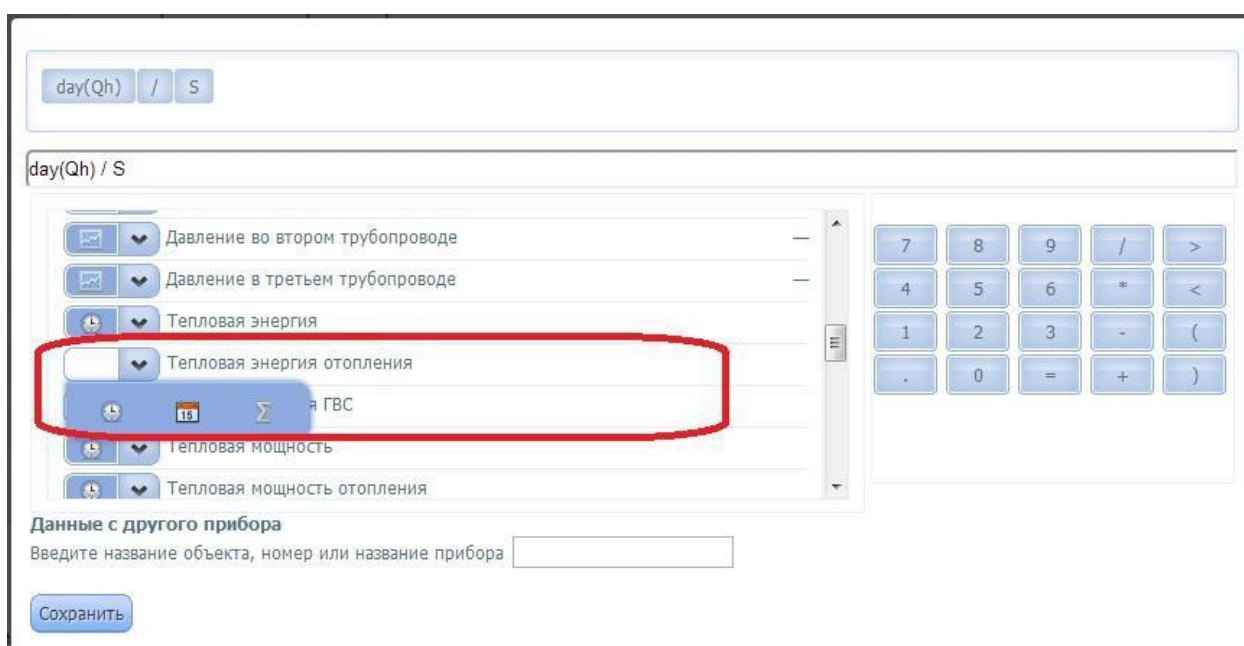 day(Qh) / S
day(Qh) / S
Давление во втором трубопроводе —
Давление в третьем трубопроводе —
Тепловая энергия
Тепловая энергия отопления
15 я ГВС
Тепловая мощность
Тепловая мощность отопления
7 8 9 / >
4 5 6 * <
1 2 3 - (
. 0 = + )
Данные с другого прибора
Введите название объекта, номер или название прибора
Сохранить